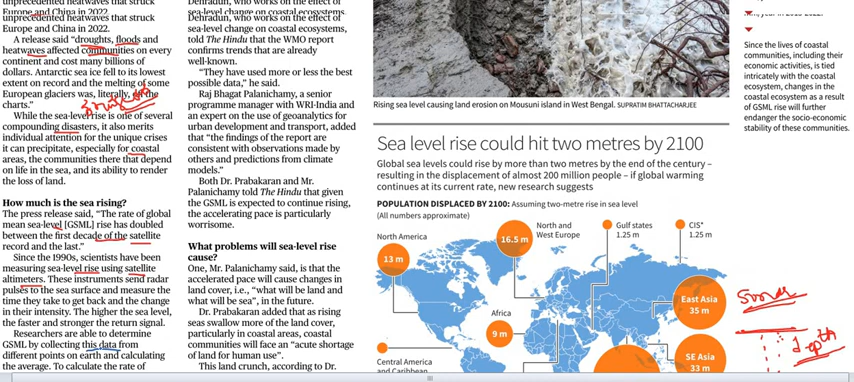 unprecedented heatwaves that struck
Europe and China in 2022.
unprecedented heatwaves that struck
Europe and China in 2022.
A release said “droughts, floods and
heatwaves affected communities on every
continent and cost many billions of
dollars. Antarctic sea ice fell to its lowest
extent on record and the melting of some
European glaciers was, literally, off the
charts.”
While the sea-level rise is one of several
compounding disasters, it also merits
individual attention for the unique crises
it can precipitate, especially for coastal
areas, the communities there that depend
on life in the sea, and its ability to render
the loss of land.
How much is the sea rising?
The press release said, “The rate of global
mean sea-level [GSML] rise has doubled
between the first decade of the satellite
record and the last.”
Since the 1990s, scientists have been
measuring sea-level rise using satellite
altimeters. These instruments send radar
pulses to the sea surface and measure the
time they take to get back and the change
in their intensity. The higher the sea level,
the faster and stronger the return signal.
Researchers are able to determine
GSML by collecting this data from
different points on earth and calculating
the average. To calculate the rate of
Dehradun, who works on the effect of
sea-level change on coastal ecosystems
Dehradun, who works on the effect of
sea-level change on coastal ecosystems,
told The Hindu that the WMO report
confirms trends that are already
well-known.
“They have used more or less the best
possible data,” he said.
Raj Bhagat Palanichamy, a senior
programme manager with WRI-India and
an expert on the use of geoanalytics for
urban development and transport, added
that “the findings of the report are
consistent with observations made by
others and predictions from climate
models.”
Both Dr. Prabakaran and Mr.
Palanichamy told The Hindu that given
the GSML is expected to continue rising,
the accelerating pace is particularly
worrisome.
What problems will sea-level rise
cause?
One, Mr. Palanichamy said, is that the
accelerated pace will cause changes in
land cover, i.e., “what will be land and
what will be sea”, in the future.
Dr. Prabakaran added that as rising
seas swallow more of the land cover,
particularly in coastal areas, coastal
communities will face an “acute shortage
of land for human use”.
This land crunch, according to Dr.
Rising sea level causing land erosion on Mousuni island in West Bengal. SUPRATIM BHATTACHARJEE
Sea level rise could hit two metres by 2100
Global sea levels could rise by more than two metres by the end of the century –
resulting in the displacement of almost 200 million people – if global warming
continues at its current rate, new research suggests
POPULATION DISPLACED BY 2100: Assuming two-metre rise in sea level
(All numbers approximate)
North America
13 m
16.5 m
North and
West Europe
Gulf states
1.25 m
CIS*
1.25 m
Africa
9 m
East Asia
35 m
SE Asia
33 m
Central America
and Caribbean
Since the lives of coastal
communities, including their
economic activities, is tied
intricately with the coastal
ecosystem, changes in the
coastal ecosystem as a result
of GSML rise will further
endanger the socio-economic
stability of these communities.
depth